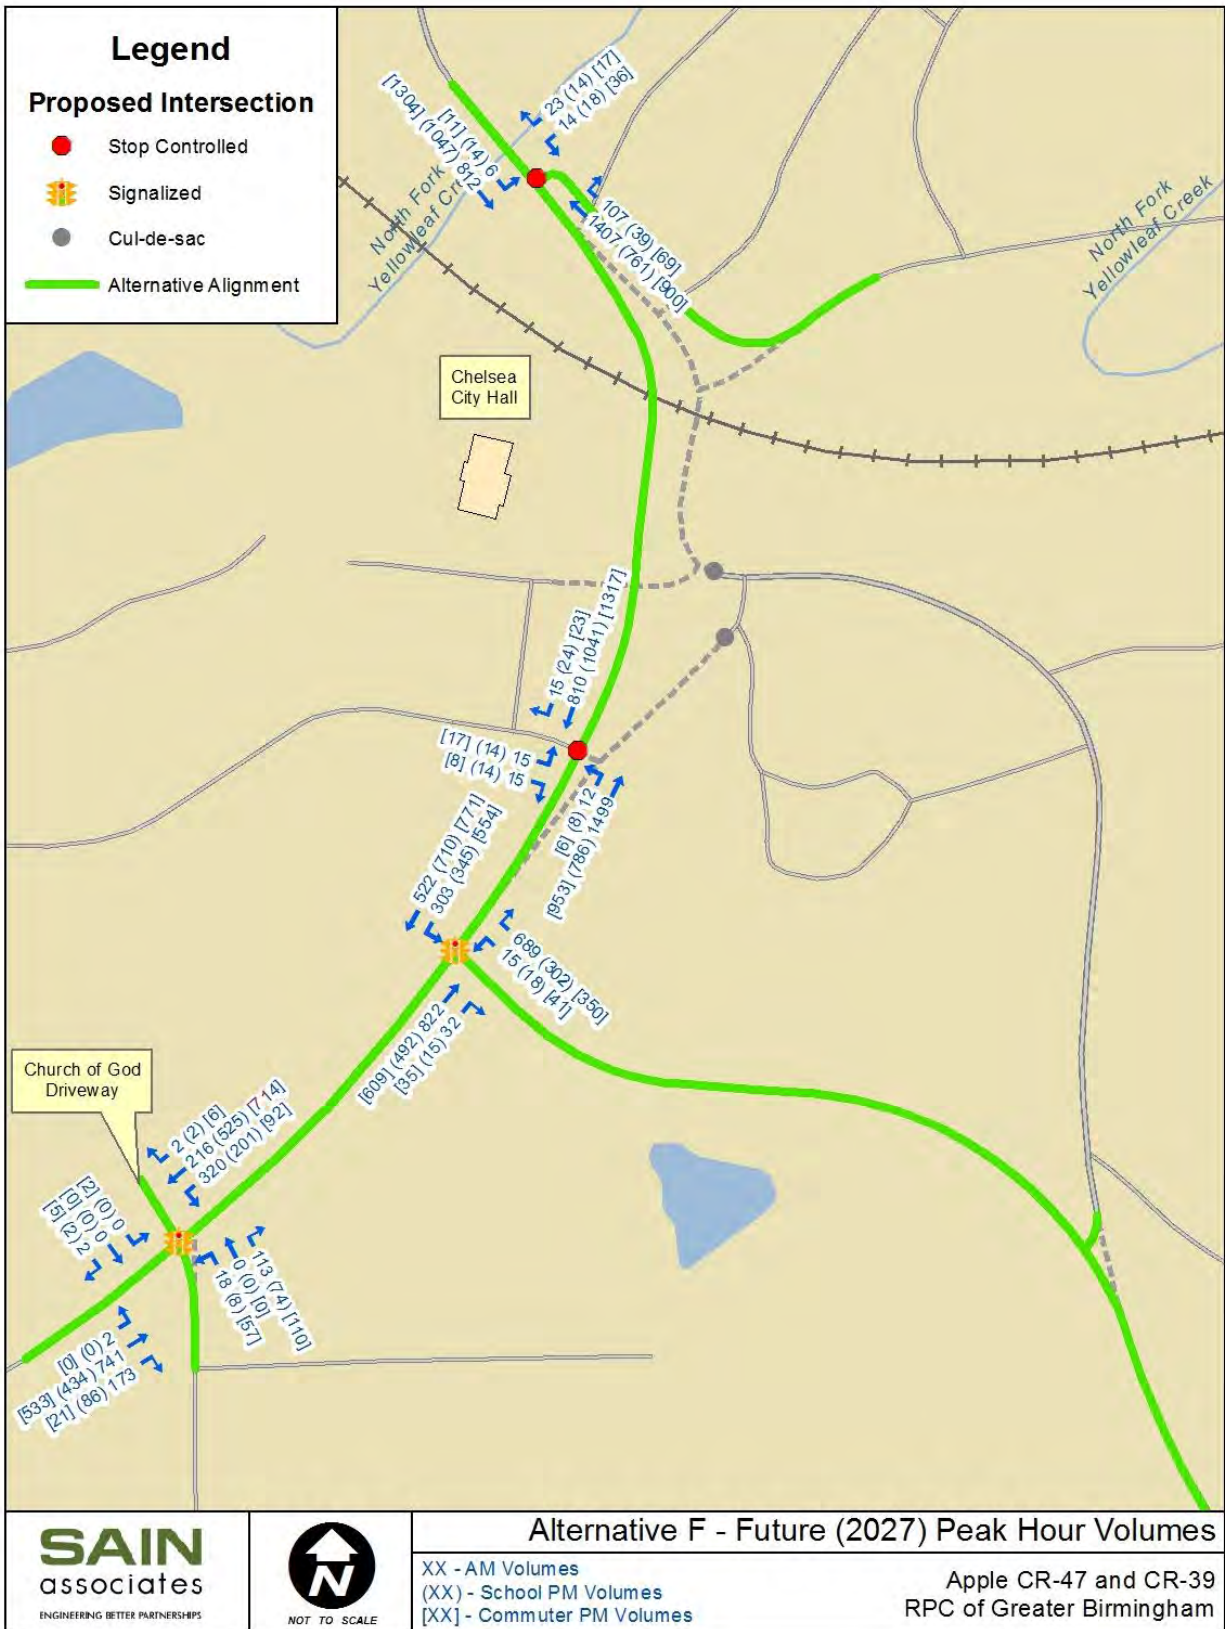 Legend
Proposed Intersection
Stop Controlled
Signalized
Cul-de-sac
Alternative Alignment
23 (14) [17]
14 (18) [36]
[11] (14) 6
[1304] (1047) 812
North Fork
Yellowleaf Cr
107 (39) [69]
1407 (761) [900]
North Fork
Yellowleaf Creek
Chelsea
City Hall
15 (24) [23]
810 (1041) [1317]
[17] (14) 15
[8] (14) 15
[6] (8) 12
[953] (786) 1499
522 (710) [771]
303 (345) [554]
689 (302) [350]
15 (18) [41]
[609] (492) 822
[35] (15) 32
Church of God
Driveway
2 (2) [6]
216 (525) [714]
320 (201) [92]
[2] (0) 0
[0] (0) 0
[5] (2) 2
113 (74) [110]
0 (0) [0]
18 (8) [57]
[0] (0) 2
[533] (434) 741
[21] (86) 173
SAIN
associates
ENGINEERING BETTER PARTNERSHIPS
N
NOT TO SCALE
Alternative F - Future (2027) Peak Hour Volumes
XX - AM Volumes
(XX) - School PM Volumes
[XX] - Commuter PM Volumes
Apple CR-47 and CR-39
RPC of Greater Birmingham